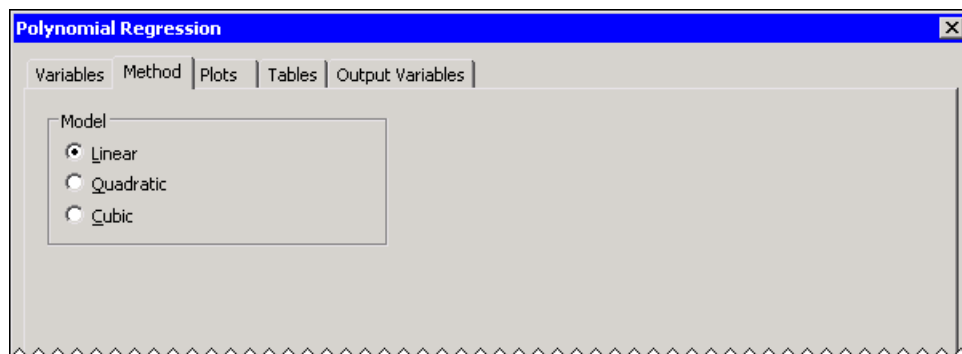 Polynomial Regression
Variables Method Plots Tables Output Variables
Model
Linear
Quadratic
Cubic